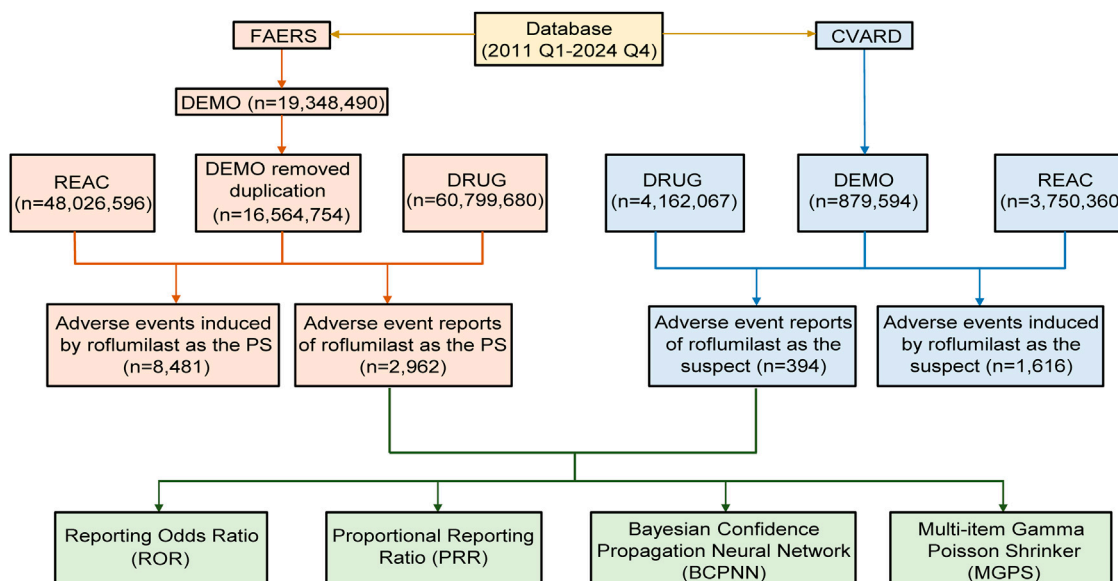 FAERS
Database
(2011 Q1-2024 Q4)
CVARD
DEMO (n=19,348,490)
REAC
(n=48,026,596)
DEMO removed
duplication
(n=16,564,754)
DRUG
(n=60,799,680)
DRUG
(n=4,162,067)
DEMO
(n=879,594)
REAC
(n=3,750,360)
Adverse events induced
by roflumilast as the PS
(n=8,481)
Adverse event reports
of roflumilast as the PS
(n=2,962)
Adverse event reports
of roflumilast as the
suspect (n=394)
Adverse events induced
by roflumilast as the
suspect (n=1,616)
Reporting Odds Ratio
(ROR)
Proportional Reporting
Ratio (PRR)
Bayesian Confidence
Propagation Neural Network
(BCPNN)
Multi-item Gamma
Poisson Shrinker
(MGPS)